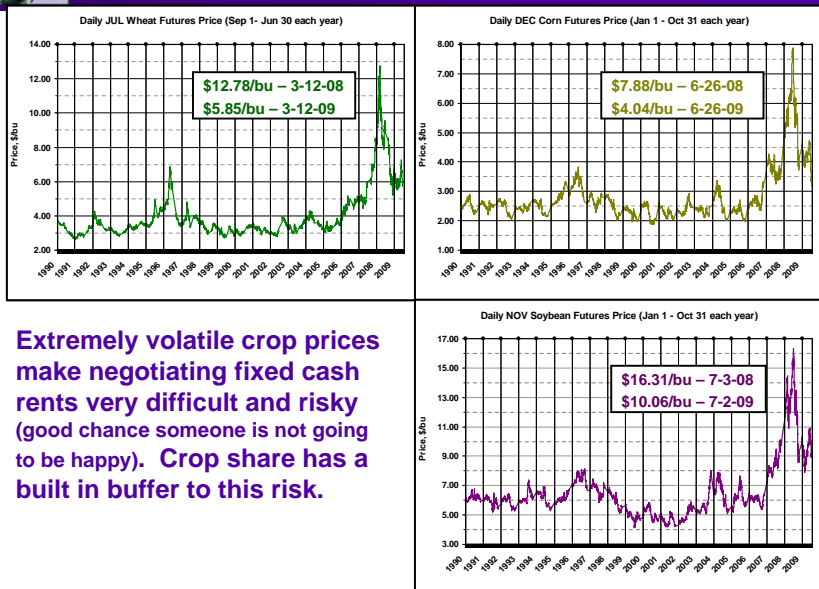 Daily JUL Wheat Futures Price (Sep 1- Jun 30 each year)
14.00
12.00
10.00
8.00
6.00
4.00
2.00
Price, $/bu
$12.78/bu – 3-12-08
$5.85/bu – 3-12-09
1990 1991 1992 1993 1994 1995 1996 1997 1998 1999 2000 2001 2002 2003 2004 2005 2006 2007 2008 2009
Daily DEC Corn Futures Price (Jan 1 - Oct 31 each year)
8.00
7.00
6.00
5.00
4.00
3.00
2.00
1.00
Price, $/bu
$7.88/bu – 6-26-08
$4.04/bu – 6-26-09
1990 1991 1992 1993 1994 1995 1996 1997 1998 1999 2000 2001 2002 2003 2004 2005 2006 2007 2008 2009
Extremely volatile crop prices
make negotiating fixed cash
rents very difficult and risky
(good chance someone is not going
to be happy). Crop share has a
built in buffer to this risk.
Daily NOV Soybean Futures Price (Jan 1 - Oct 31 each year)
17.00
15.00
13.00
11.00
9.00
7.00
5.00
3.00
Price, $/bu
$16.31/bu – 7-3-08
$10.06/bu – 7-2-09
1990 1991 1992 1993 1994 1995 1996 1997 1998 1999 2000 2001 2002 2003 2004 2005 2006 2007 2008 2009